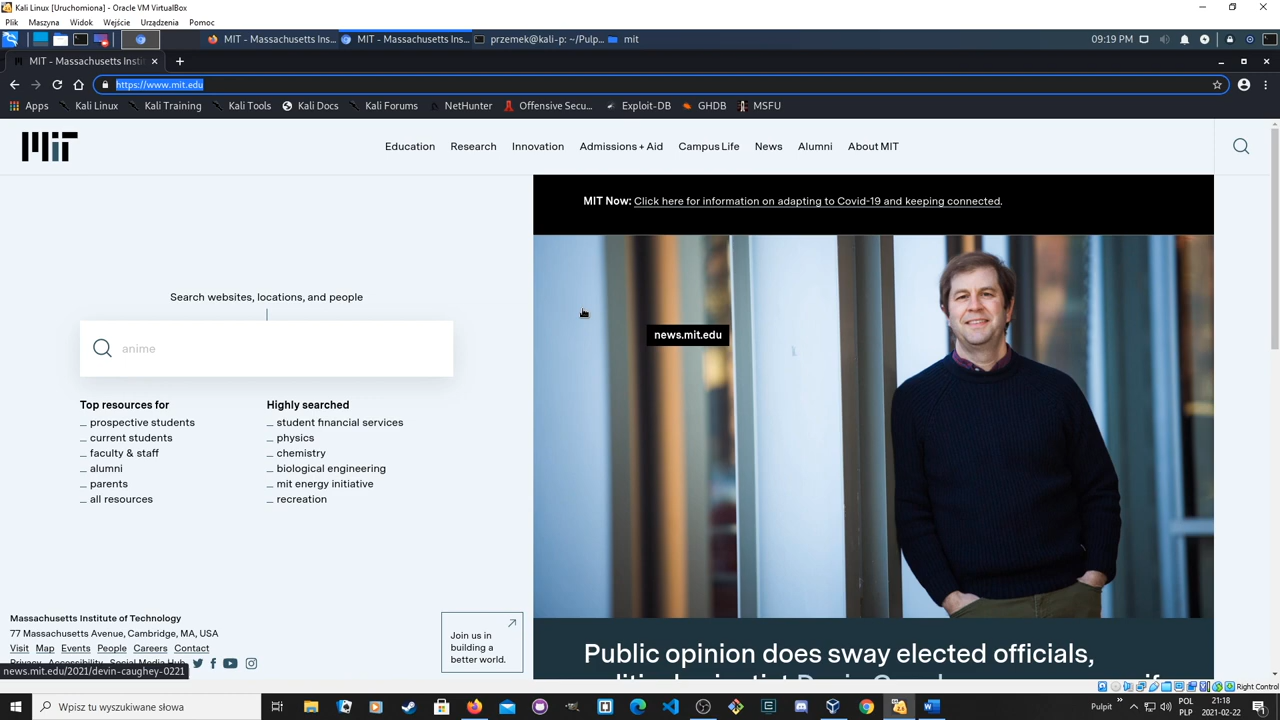 Kali Linux [Uruchomiona] - Oracle VM VirtualBox
Plik Maszyna Widok Wejście Urządzenia Pomoc
MIT - Massachusetts Ins... MIT - Massachusetts Ins... przemek@kali-p: ~/Pulp... mit 09:19 PM
MIT - Massachusetts Insti
https://www.mit.edu
Apps Kali Linux Kali Training Kali Tools Kali Docs Kali Forums NetHunter Offensive Secu... Exploit-DB GHDB MSFU
MIT Education Research Innovation Admissions + Aid Campus Life News Alumni About MIT
MIT Now: Click here for information on adapting to Covid-19 and keeping connected.
Search websites, locations, and people
news.mit.edu
anime
Top resources for
_ prospective students
_ current students
_ faculty & staff
_ alumni
_ parents
_ all resources
Highly searched
_ student financial services
_ physics
_ chemistry
_ biological engineering
_ mit energy initiative
_ recreation
Massachusetts Institute of Technology
77 Massachusetts Avenue, Cambridge, MA, USA
Visit Map Events People Careers Contact
Privacy Accessibility Social Media Hub
news.mit.edu/2021/devin-caughey-0221
Join us in
building a
better world.
Public opinion does sway elected officials,
Right Control
Wpisz tu wyszukiwane słowa
Pulpit
POL
PLP
21:18
2021-02-22